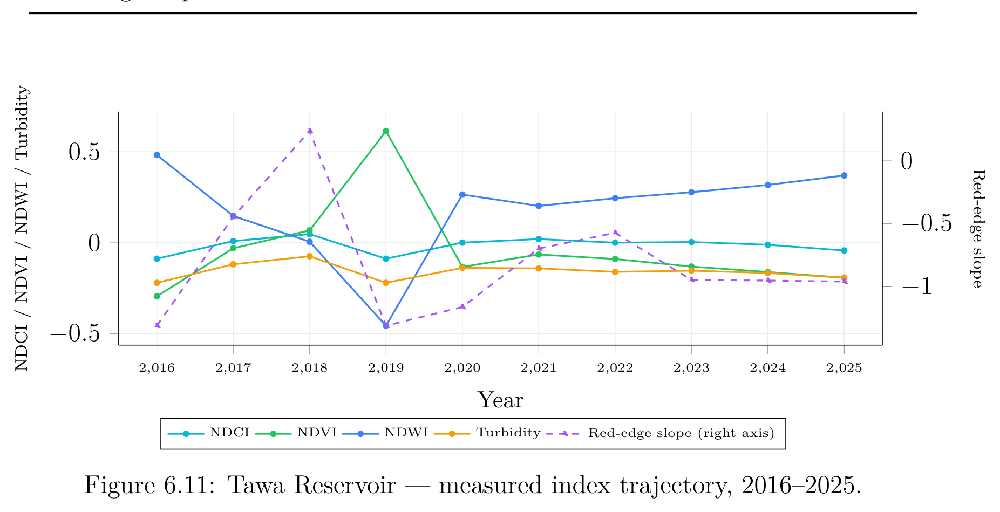 NDCI / NDVI / NDWI / Turbidity
0.5
0
−0.5
0
−0.5
−1
Red-edge slope
2,016 2,017 2,018 2,019 2,020 2,021 2,022 2,023 2,024 2,025
Year
NDCI NDVI NDWI Turbidity Red-edge slope (right axis)
Figure 6.11: Tawa Reservoir — measured index trajectory, 2016–2025.